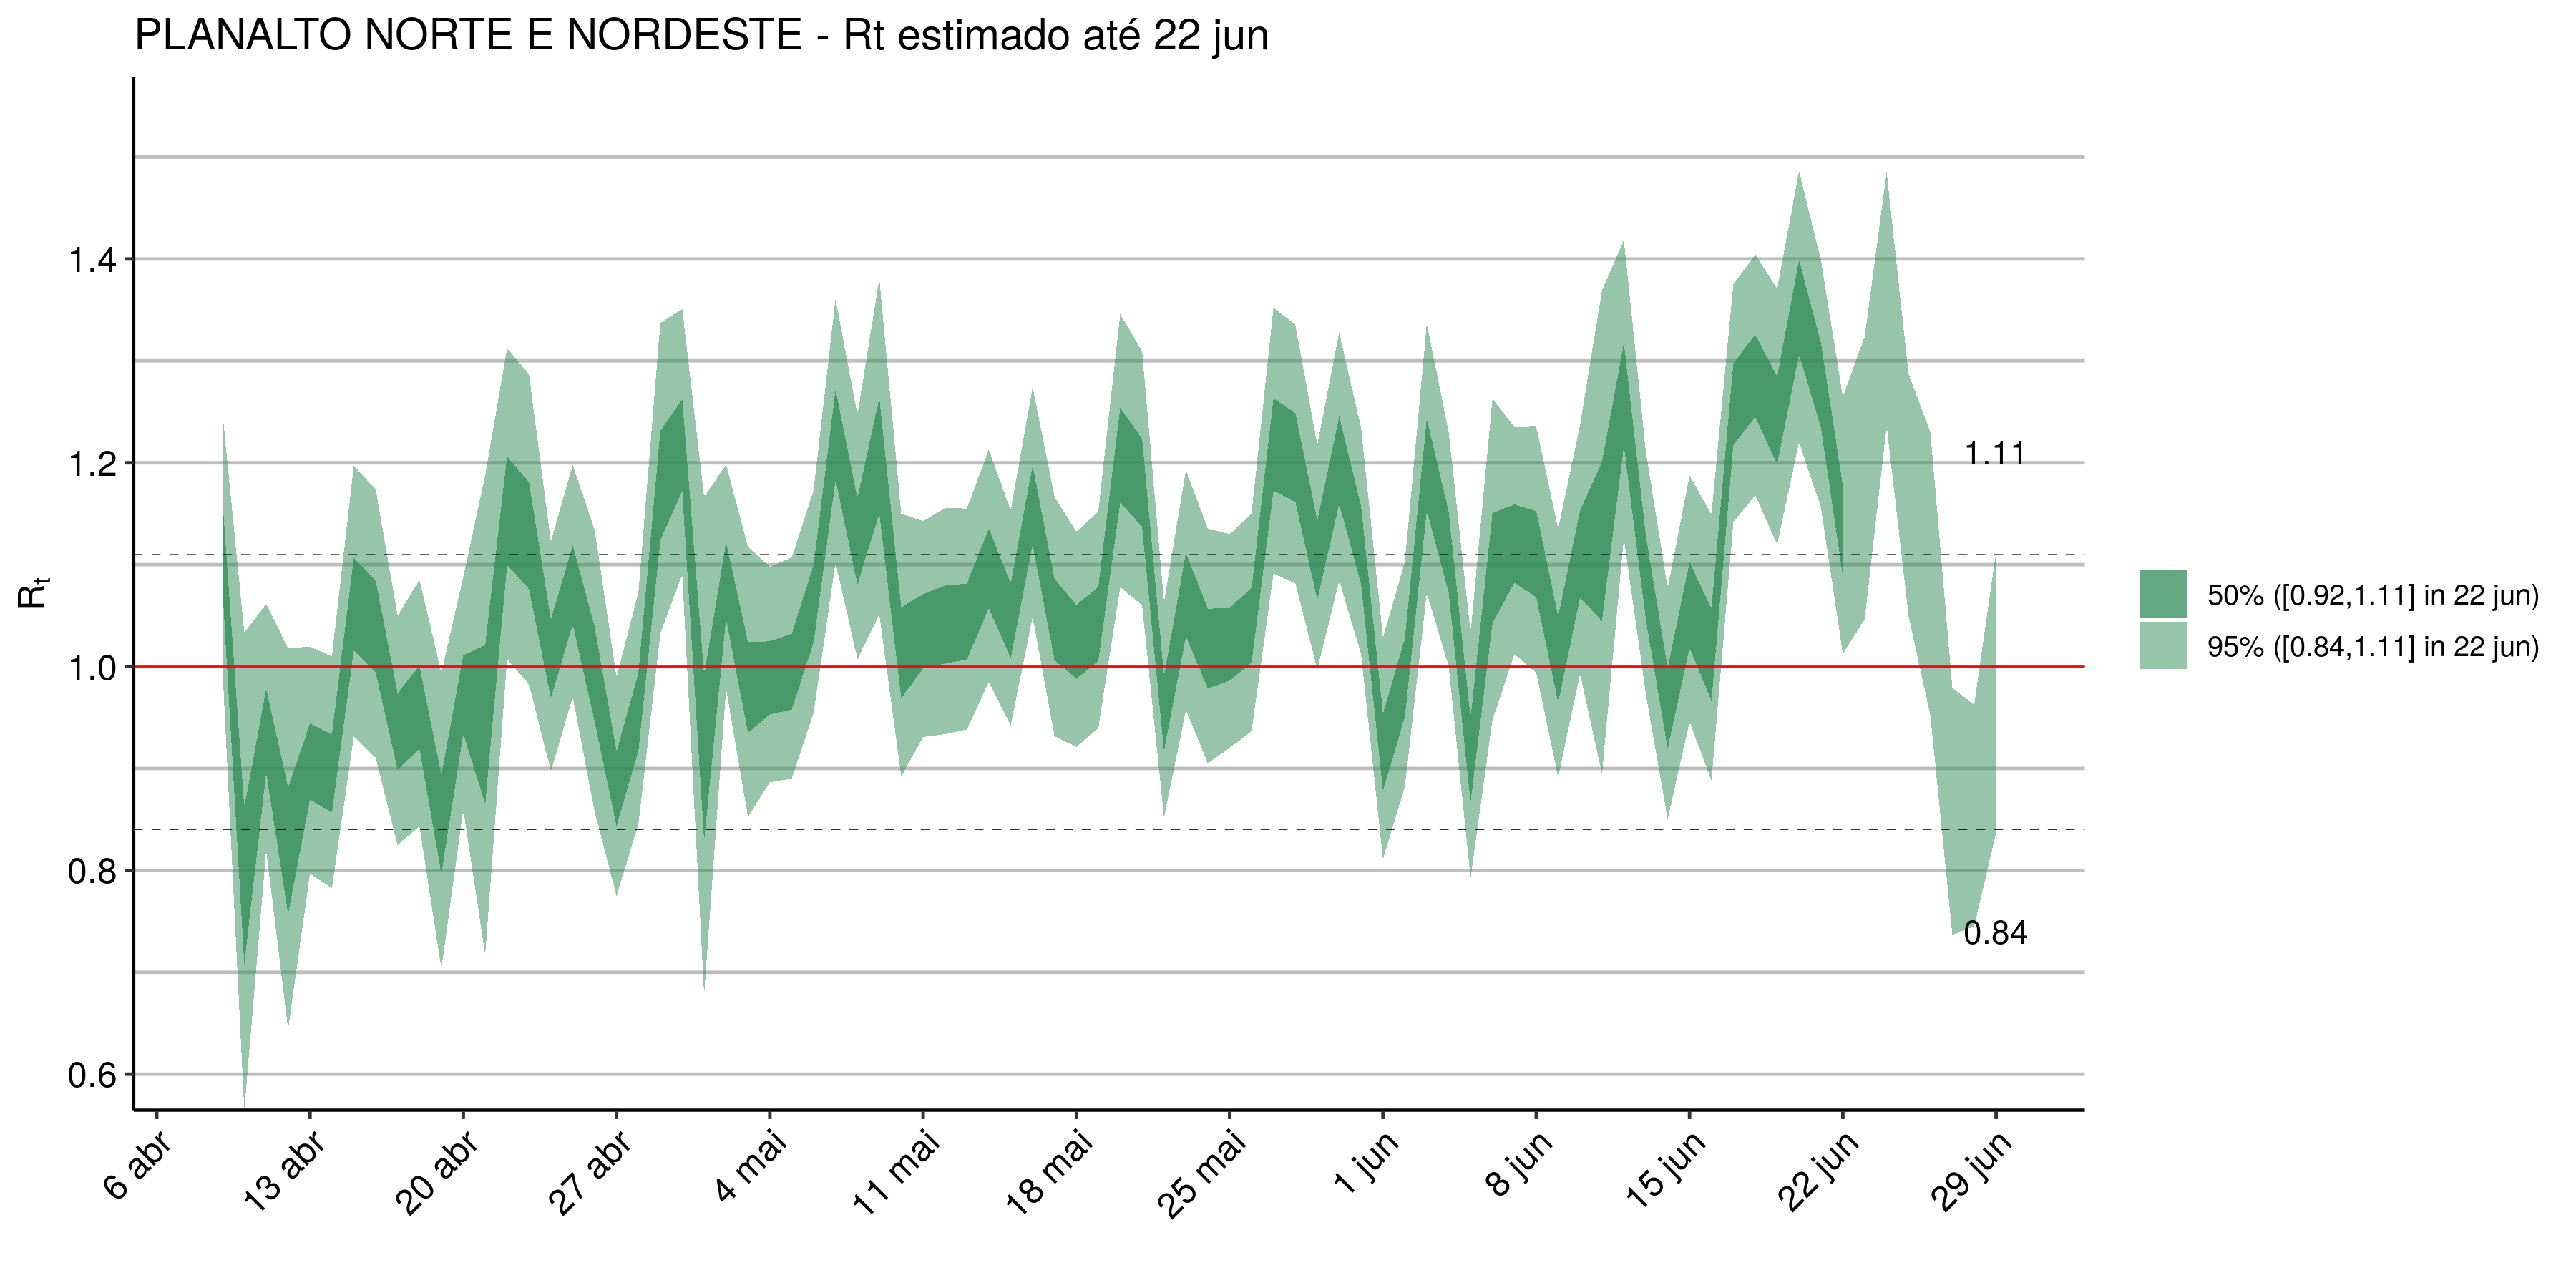 PLANALTO NORTE E NORDESTE - Rt estimado até 22 jun
1.4
1.2
1.0
0.8
0.6
Rt
1.11
0.84
50% ([0.92,1.11] in 22 jun)
95% ([0.84,1.11] in 22 jun)
6 abr
13 abr
20 abr
27 abr
4 mai
11 mai
18 mai
25 mai
1 jun
8 jun
15 jun
22 jun
29 jun